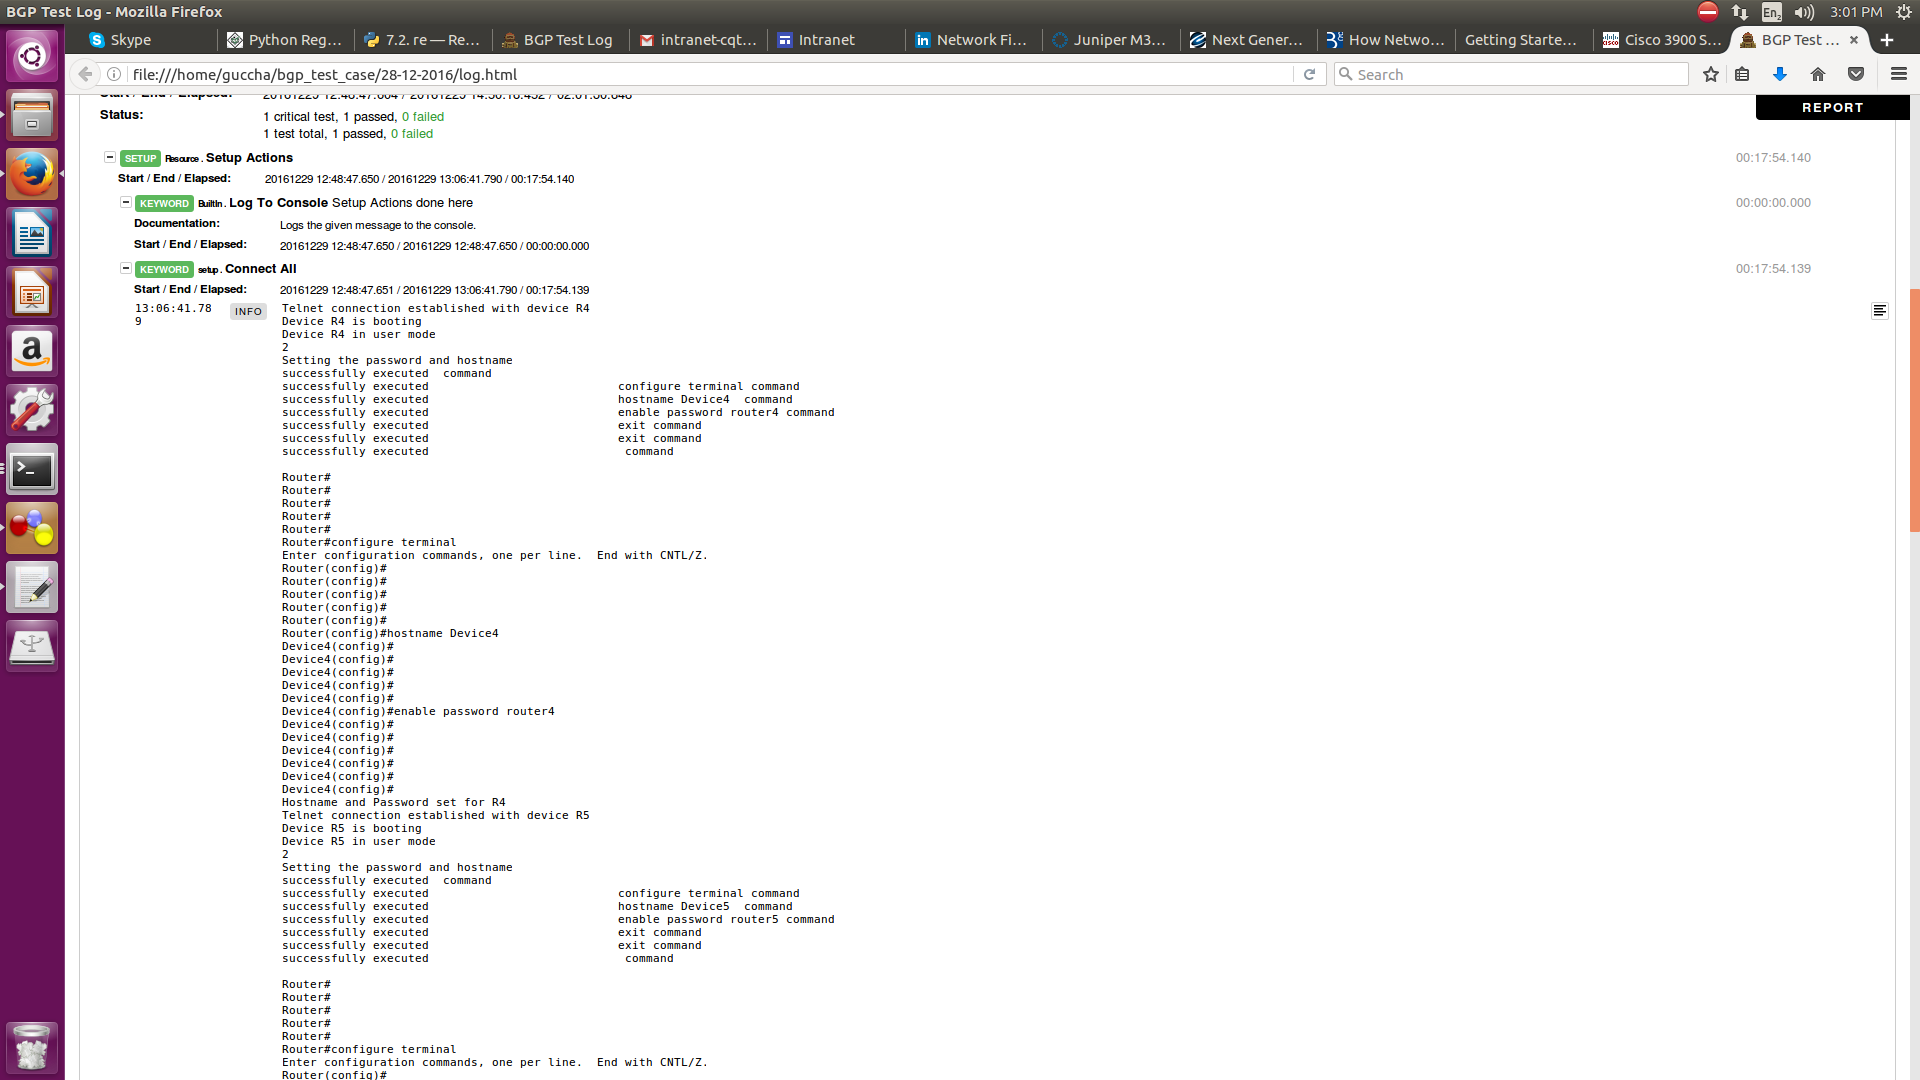 BGP Test Log - Mozilla Firefox
En2
3:01 PM
Skype
Python Reg...
7.2. re — Re...
BGP Test Log
intranet-cqt...
Intranet
Network Fi...
Juniper M3...
Next Gener...
How Netwo...
Getting Starte...
Cisco 3900 S...
BGP Test ...
file:///home/guccha/bgp_test_case/28-12-2016/log.html
Search
REPORT
Status:
1 critical test, 1 passed, 0 failed
1 test total, 1 passed, 0 failed
SETUP Resource . Setup Actions 00:17:54.140
Start / End / Elapsed: 20161229 12:48:47.650 / 20161229 13:06:41.790 / 00:17:54.140
KEYWORD BuiltIn . Log To Console Setup Actions done here 00:00:00.000
Documentation: Logs the given message to the console.
Start / End / Elapsed: 20161229 12:48:47.650 / 20161229 12:48:47.650 / 00:00:00.000
KEYWORD setup . Connect All 00:17:54.139
Start / End / Elapsed: 20161229 12:48:47.651 / 20161229 13:06:41.790 / 00:17:54.139
13:06:41.789 INFO Telnet connection established with device R4
Device R4 is booting
Device R4 in user mode
2
Setting the password and hostname
successfully executed  command
successfully executed                           configure terminal command
successfully executed                           hostname Device4  command
successfully executed                           enable password router4 command
successfully executed                           exit command
successfully executed                           exit command
successfully executed                            command
Router#
Router#
Router#
Router#
Router#
Router#configure terminal
Enter configuration commands, one per line.  End with CNTL/Z.
Router(config)#
Router(config)#
Router(config)#
Router(config)#
Router(config)#
Router(config)#hostname Device4
Device4(config)#
Device4(config)#
Device4(config)#
Device4(config)#
Device4(config)#
Device4(config)#enable password router4
Device4(config)#
Device4(config)#
Device4(config)#
Device4(config)#
Device4(config)#
Device4(config)#
Hostname and Password set for R4
Telnet connection established with device R5
Device R5 is booting
Device R5 in user mode
2
Setting the password and hostname
successfully executed  command
successfully executed                           configure terminal command
successfully executed                           hostname Device5  command
successfully executed                           enable password router5 command
successfully executed                           exit command
successfully executed                           exit command
successfully executed                            command
Router#
Router#
Router#
Router#
Router#
Router#configure terminal
Enter configuration commands, one per line.  End with CNTL/Z.
Router(config)#